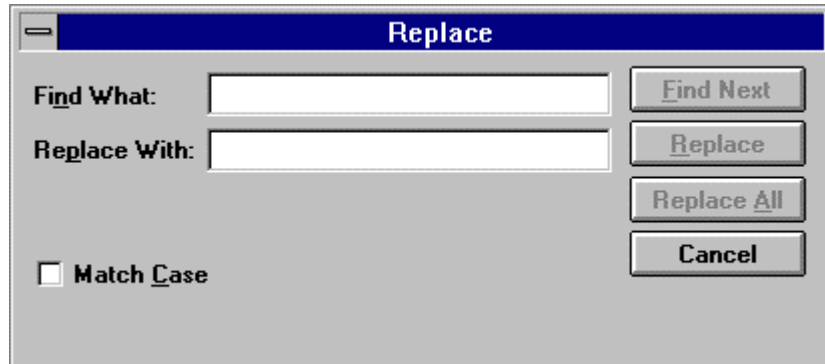 Replace
Find What:
Find Next
Replace With:
Replace
Replace All
Cancel
Match Case